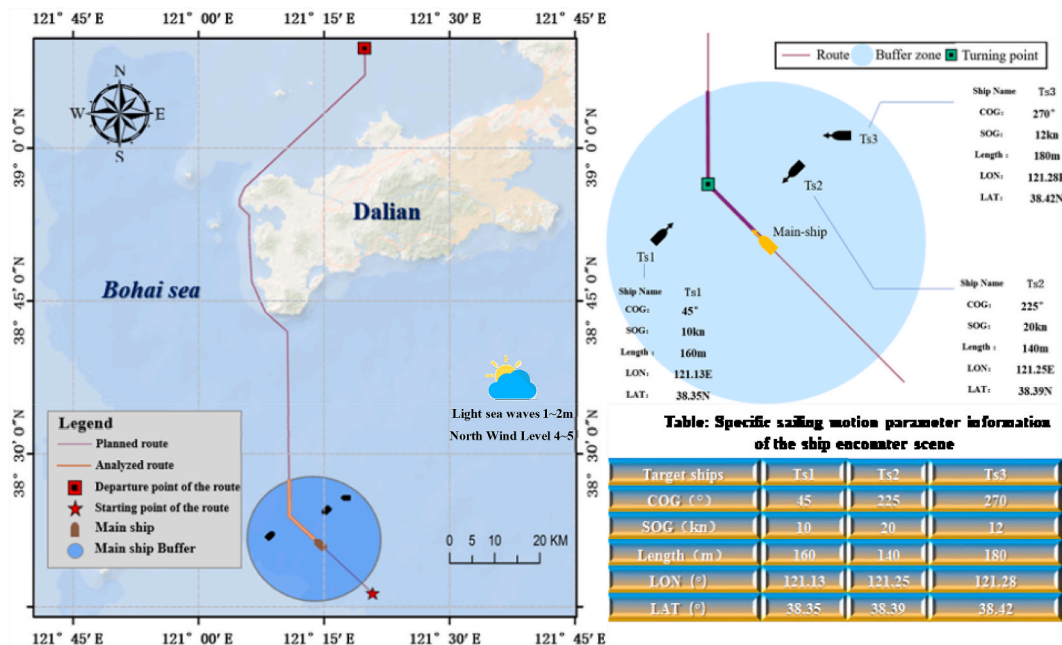 121° 45′ E 121° 00′ E 121° 15′ E 121° 30′ E 121° 45′ E
N
W E
S
39° 0′ 0″N
38° 45′ 0″N
38° 30′ 0″N
Dalian
Bohai sea
39° 0′ 0″N
38° 45′ 0″N
38° 30′ 0″N
Light sea waves 1~2m
North Wind Level 4~5
Legend
Planned route
Analyzed route
Departure point of the route
Starting point of the route
Main ship
Main ship Buffer
0 5 10 20 KM
121° 45′ E 121° 00′ E 121° 15′ E 121° 30′ E 121° 45′ E
Route Buffer zone Turning point
Ts3
Ts2
Main-ship
Ts1
Ship Name Ts3
COG: 270°
SOG: 12kn
Length: 180m
LON: 121.28E
LAT: 38.42N
Ship Name Ts1
COG: 45°
SOG: 10kn
Length: 160m
LON: 121.13E
LAT: 38.35N
Ship Name Ts2
COG: 225°
SOG: 20kn
Length: 140m
LON: 121.25E
LAT: 38.39N
Table: Specific sailing motion parameter information
of the ship encounter scene
Target ships Ts1 Ts2 Ts3
COG (°) 45 225 270
SOG (kn) 10 20 12
Length (m) 160 140 180
LON (°) 121.13 121.25 121.28
LAT (°) 38.35 38.39 38.42